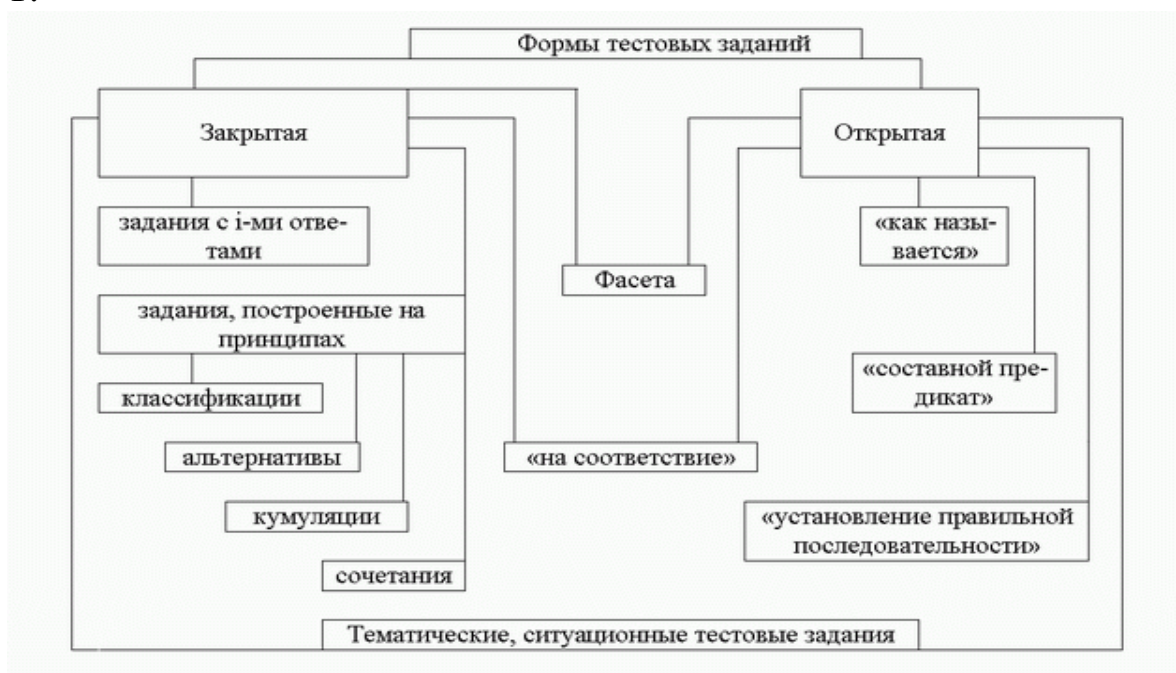 Формы тестовых заданий
Закрытая
Открытая
задания с i-ми отве-
тами
«как назы-
вается»
Фасета
задания, построенные на
принципах
«составной пре-
дикат»
классификации
альтернативы
«на соответствие»
кумуляции
«установление правильной
последовательности»
сочетания
Тематические, ситуационные тестовые задания